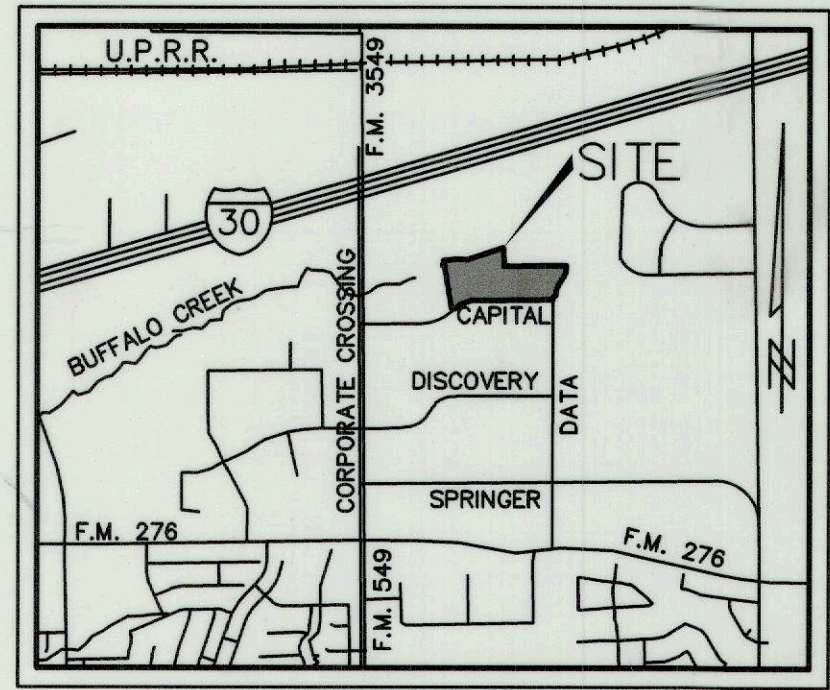 U.P.R.R.
F.M. 3549
SITE
30
BUFFALO CREEK
CORPORATE CROSSING
CAPITAL
DISCOVERY
DATA
SPRINGER
F.M. 276
F.M. 276
F.M. 549
N